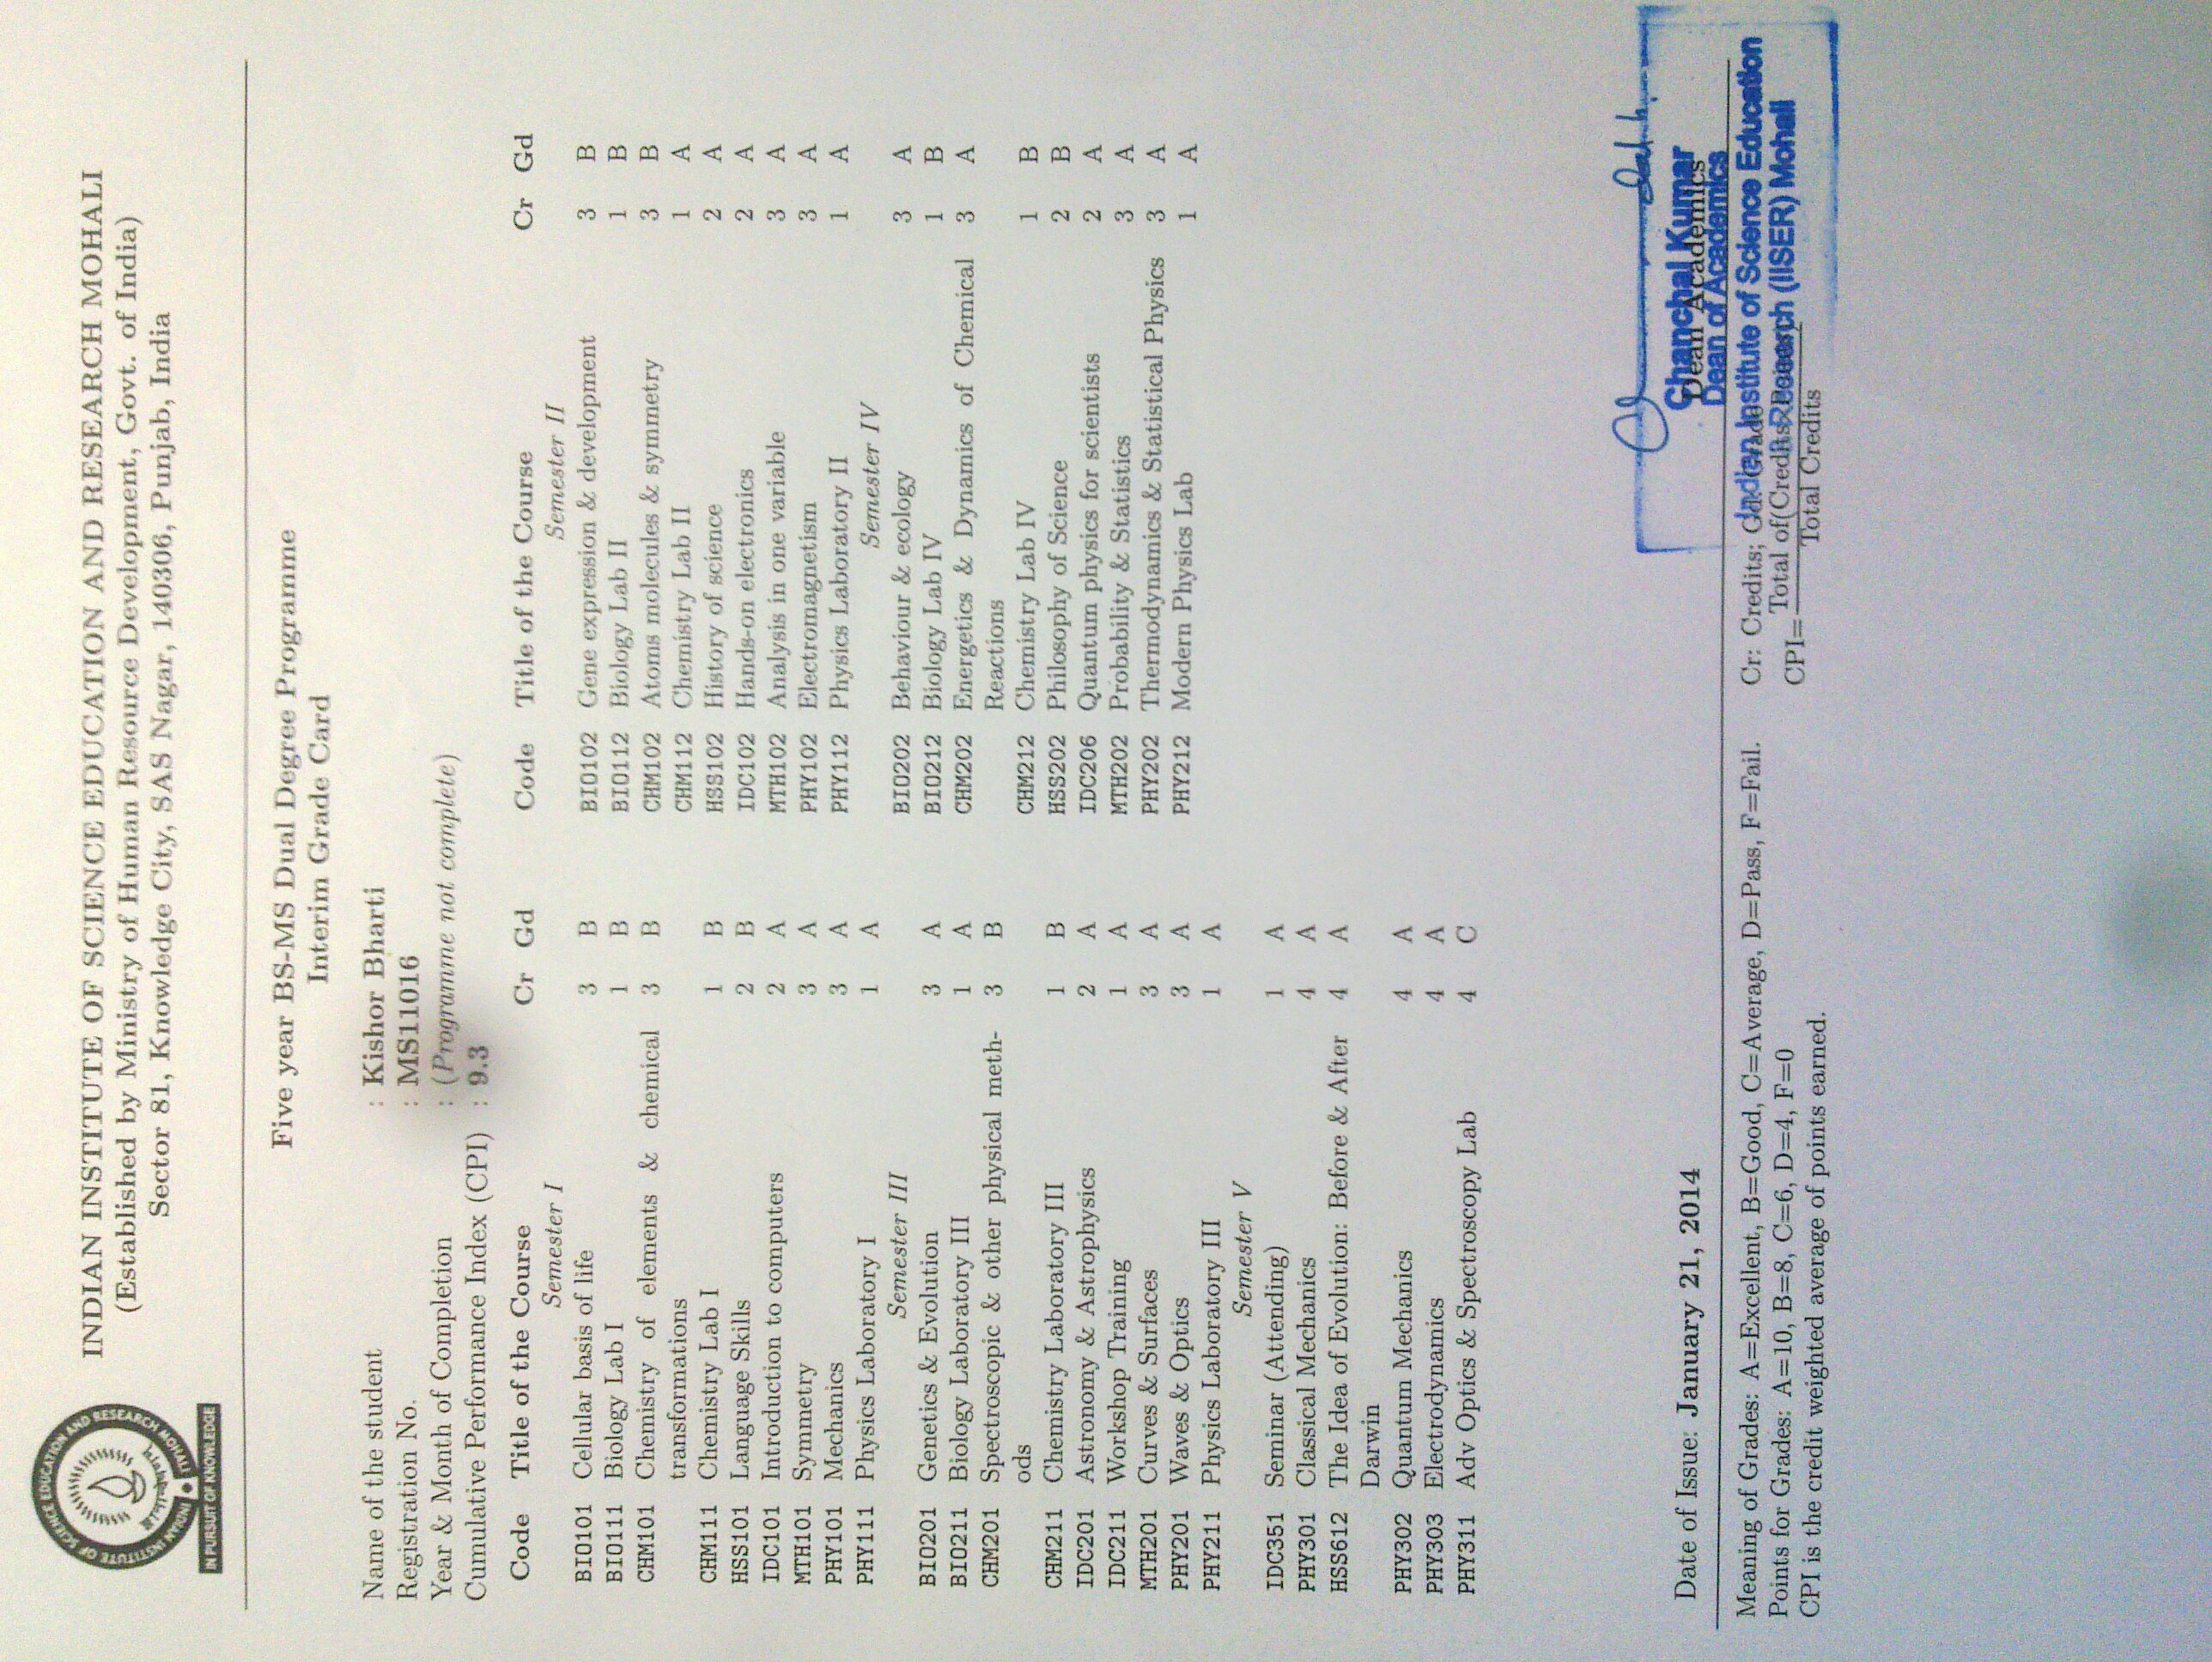 INDIAN INSTITUTE OF SCIENCE EDUCATION AND RESEARCH MOHALI
IN PURSUIT OF KNOWLEDGE
INDIAN INSTITUTE OF SCIENCE EDUCATION AND RESEARCH MOHALI
(Established by Ministry of Human Resource Development, Govt. of India)
Sector 81, Knowledge City, SAS Nagar, 140306, Punjab, India
Five year BS-MS Dual Degree Programme
Interim Grade Card
Name of the student : Kishor Bharti
Registration No. : MS11016
Year & Month of Completion : (Programme not complete)
Cumulative Performance Index (CPI) : 9.3
Code Title of the Course Cr Gd
Semester I
BIO101 Cellular basis of life 3 B
BIO111 Biology Lab I 1 B
CHM101 Chemistry of elements & chemical 3 B
transformations
CHM111 Chemistry Lab I 1 B
HSS101 Language Skills 2 B
IDC101 Introduction to computers 2 A
MTH101 Symmetry 3 A
PHY101 Mechanics 3 A
PHY111 Physics Laboratory I 1 A
Semester III
BIO201 Genetics & Evolution 3 A
BIO211 Biology Laboratory III 1 A
CHM201 Spectroscopic & other physical meth- 3 B
ods
CHM211 Chemistry Laboratory III 1 B
IDC201 Astronomy & Astrophysics 2 A
IDC211 Workshop Training 1 A
MTH201 Curves & Surfaces 3 A
PHY201 Waves & Optics 3 A
PHY211 Physics Laboratory III 1 A
Semester V
IDC351 Seminar (Attending) 1 A
PHY301 Classical Mechanics 4 A
HSS612 The Idea of Evolution: Before & After 4 A
Darwin
PHY302 Quantum Mechanics 4 A
PHY303 Electrodynamics 4 A
PHY311 Adv Optics & Spectroscopy Lab 4 C
Code Title of the Course Cr Gd
Semester II
BIO102 Gene expression & development 3 B
BIO112 Biology Lab II 1 B
CHM102 Atoms molecules & symmetry 3 B
CHM112 Chemistry Lab II 1 A
HSS102 History of science 2 A
IDC102 Hands-on electronics 2 A
MTH102 Analysis in one variable 3 A
PHY102 Electromagnetism 3 A
PHY112 Physics Laboratory II 1 A
Semester IV
BIO202 Behaviour & ecology 3 A
BIO212 Biology Lab IV 1 B
CHM202 Energetics & Dynamics of Chemical 3 A
Reactions
CHM212 Chemistry Lab IV 1 B
HSS202 Philosophy of Science 2 B
IDC206 Quantum physics for scientists 2 A
MTH202 Probability & Statistics 3 A
PHY202 Thermodynamics & Statistical Physics 3 A
PHY212 Modern Physics Lab 1 A
Date of Issue: January 21, 2014
Chanchal Kumar
Dean Academics
Dean of Academics
Indian Institute of Science Education
Research (IISER) Mohali
Meaning of Grades: A=Excellent, B=Good, C=Average, D=Pass, F=Fail.
Points for Grades: A=10, B=8, C=6, D=4, F=0
CPI is the credit weighted average of points earned.
Cr: Credits; Gd: Grade
CPI= Total of(Credits
Total Credits